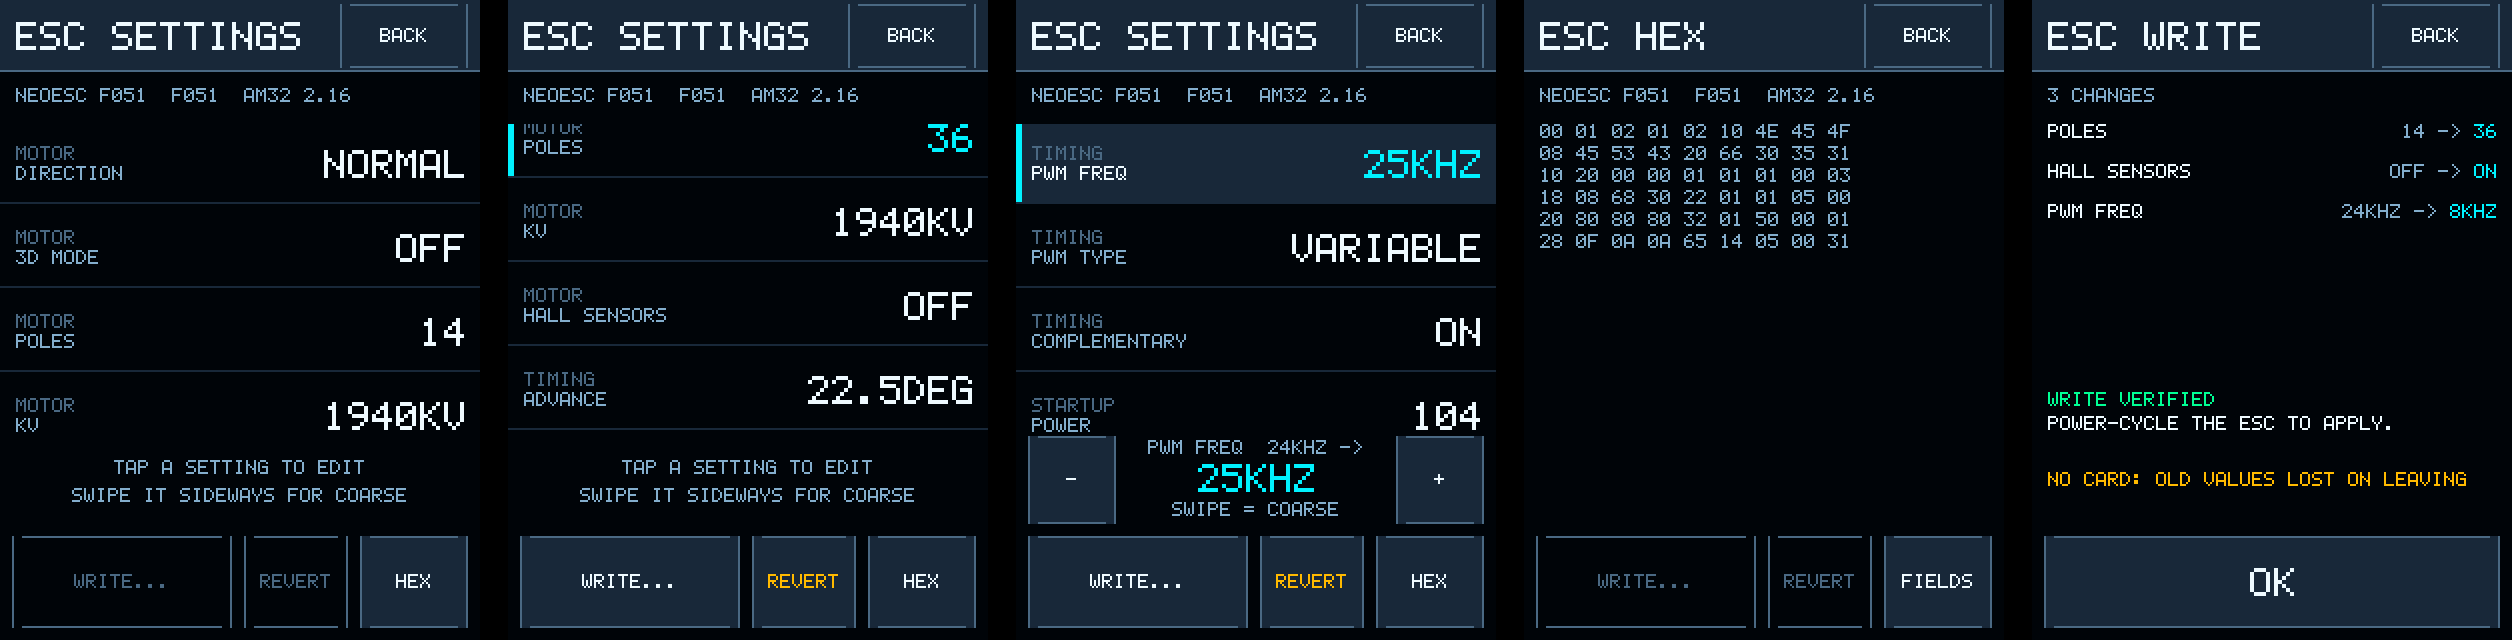 ESC SETTINGS
BACK
NEOESC F051 F051 AM32 2.16
MOTOR
DIRECTION
NORMAL
MOTOR
3D MODE
OFF
MOTOR
POLES
14
MOTOR
KV
1940KV
TAP A SETTING TO EDIT
SWIPE IT SIDEWAYS FOR COARSE
WRITE...
REVERT
HEX
ESC SETTINGS
BACK
NEOESC F051 F051 AM32 2.16
MOTOR
POLES
36
MOTOR
KV
1940KV
MOTOR
HALL SENSORS
OFF
TIMING
ADVANCE
22.5DEG
TAP A SETTING TO EDIT
SWIPE IT SIDEWAYS FOR COARSE
WRITE...
REVERT
HEX
ESC SETTINGS
BACK
NEOESC F051 F051 AM32 2.16
TIMING
PWM FREQ
25KHZ
TIMING
PWM TYPE
VARIABLE
TIMING
COMPLEMENTARY
ON
STARTUP
POWER
104
-
PWM FREQ 24KHZ ->
25KHZ
SWIPE = COARSE
+
WRITE...
REVERT
HEX
ESC HEX
BACK
NEOESC F051 F051 AM32 2.16
00 01 02 01 02 10 4E 45 4F
08 45 53 43 20 66 30 35 31
10 20 00 00 01 01 01 00 03
18 08 68 30 22 01 01 05 00
20 80 80 80 32 01 50 00 01
28 0F 0A 0A 65 14 05 00 31
WRITE...
REVERT
FIELDS
ESC WRITE
BACK
3 CHANGES
POLES 14 -> 36
HALL SENSORS OFF -> ON
PWM FREQ 24KHZ -> 8KHZ
WRITE VERIFIED
POWER-CYCLE THE ESC TO APPLY.
NO CARD: OLD VALUES LOST ON LEAVING
OK